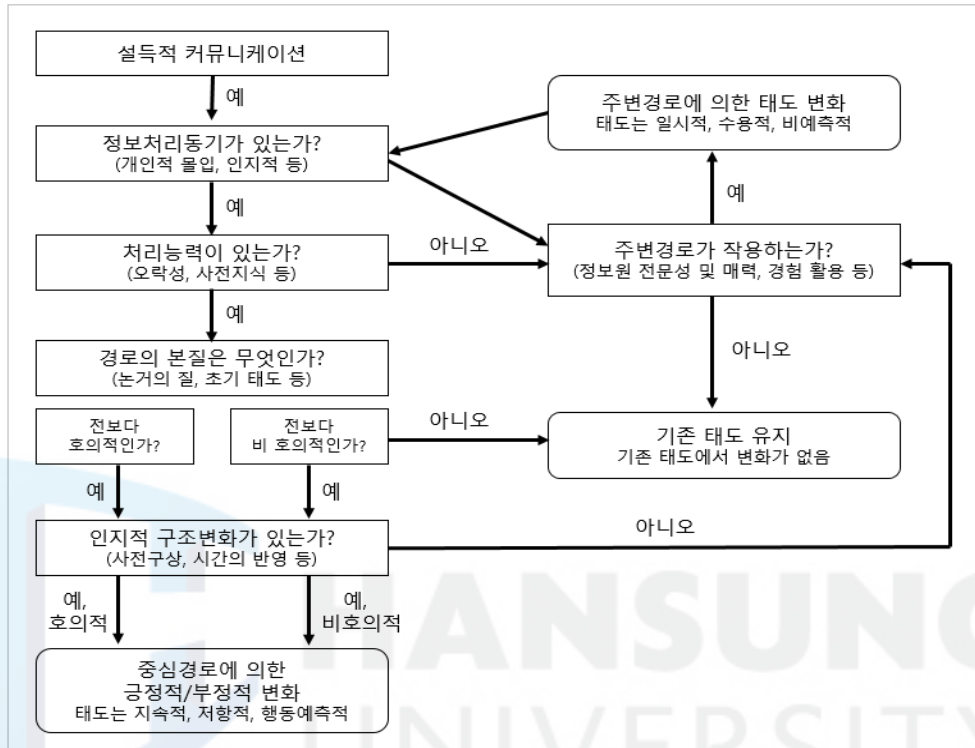 설득적 커뮤니케이션
예
주변경로에 의한 태도 변화
태도는 일시적, 수용적, 비예측적
정보처리동기가 있는가?
(개인적 몰입, 인지적 등)
예
예
처리능력이 있는가?
(오락성, 사전지식 등)
아니오
주변경로가 작용하는가?
(정보원 전문성 및 매력, 경험 활용 등)
예
아니오
경로의 본질은 무엇인가?
(논거의 질, 초기 태도 등)
전보다
호의적인가?
전보다
비 호의적인가?
아니오
기존 태도 유지
기존 태도에서 변화가 없음
예
예
인지적 구조변화가 있는가?
(사전구상, 시간의 반영 등)
아니오
예,
호의적
예,
비호의적
중심경로에 의한
긍정적/부정적 변화
태도는 지속적, 저항적, 행동예측적
HANSUNG
UNIVERSITY